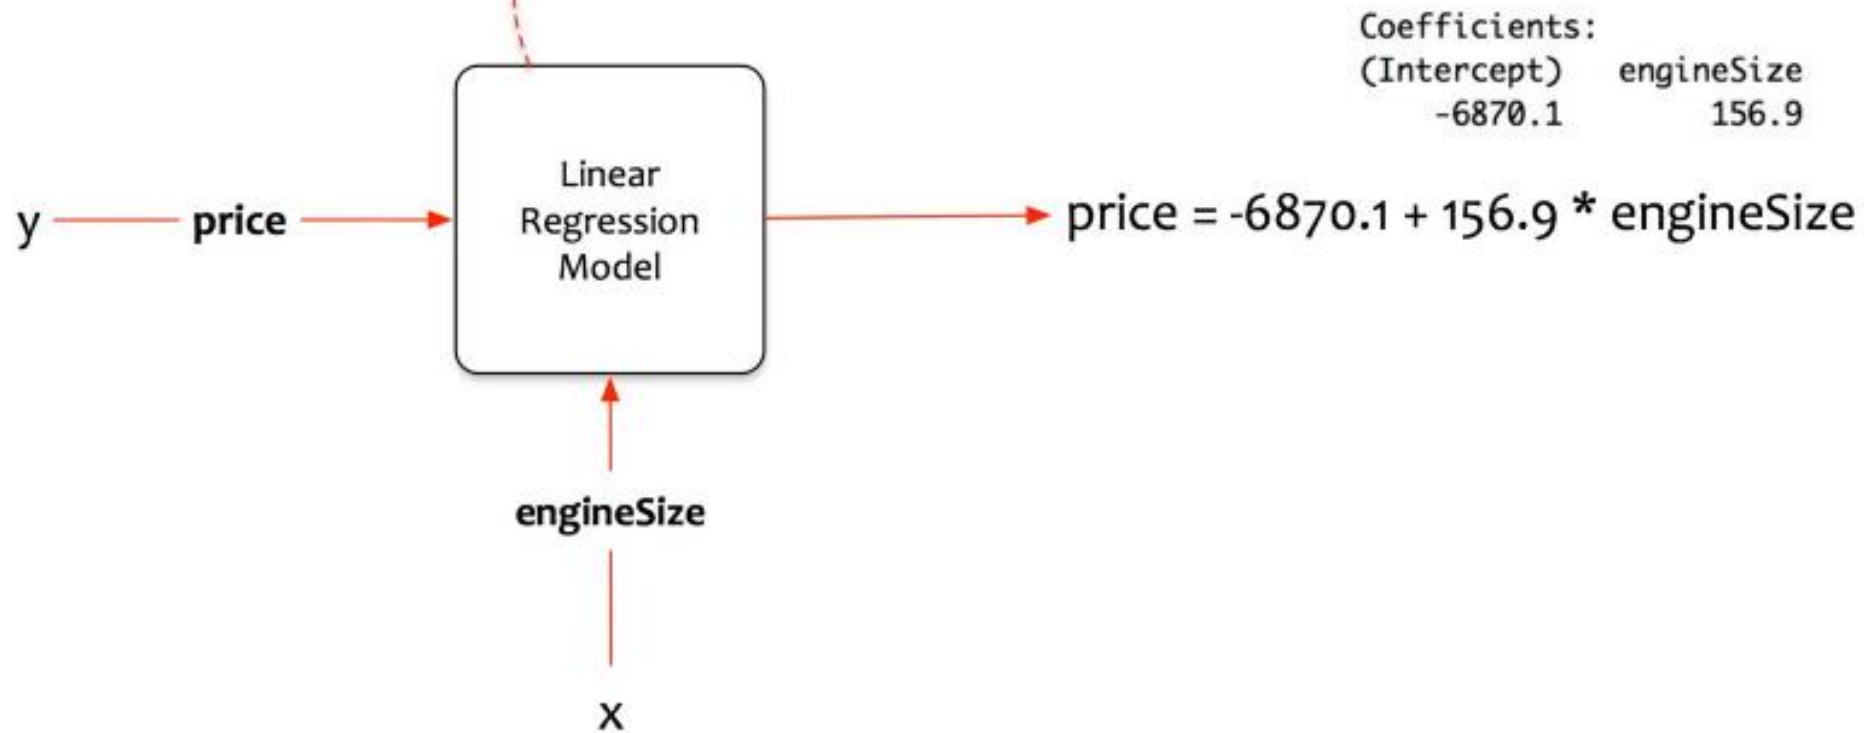 Coefficients:
(Intercept) engineSize
-6870.1 156.9
y
price
Linear
Regression
Model
price = -6870.1 + 156.9 * engineSize
engineSize
x